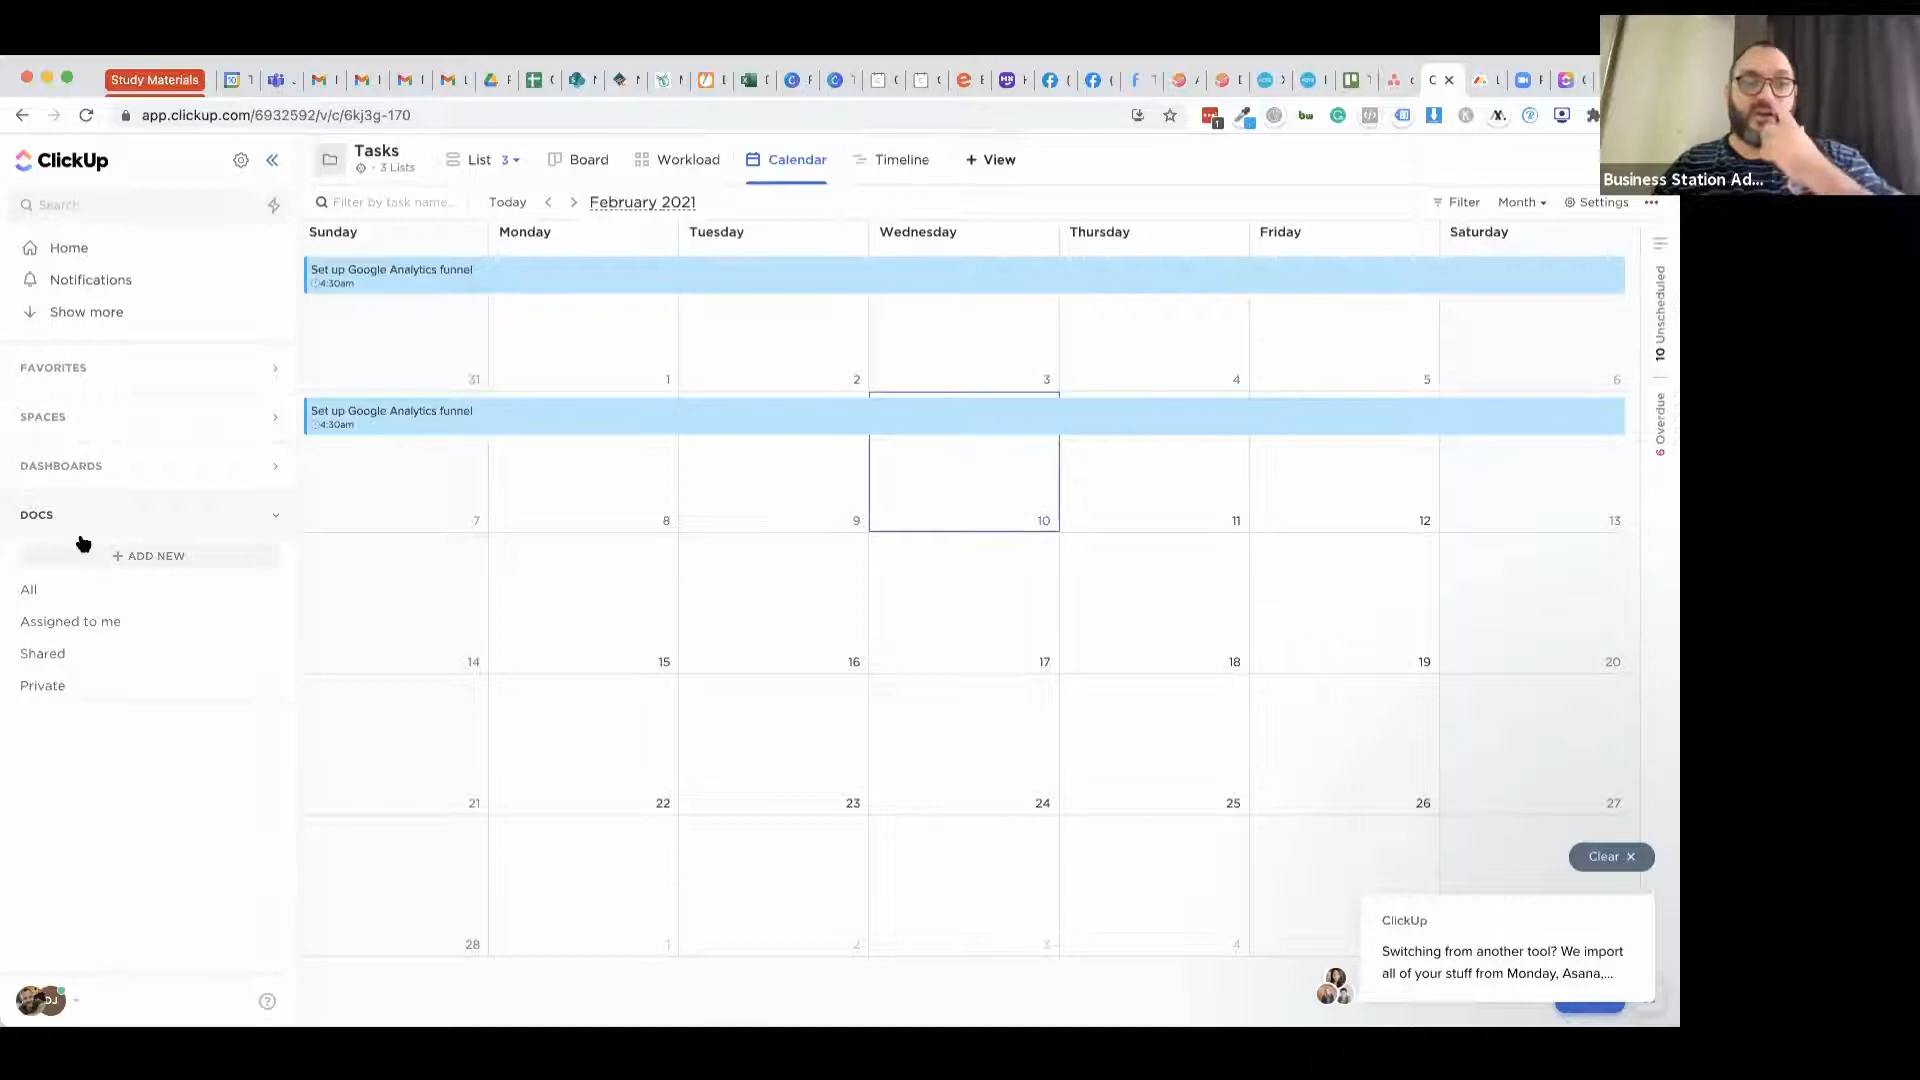 Study Materials
app.clickup.com/6932592/v/c/6kj3g-170
Business Station Ad...
ClickUp
Search
Home
Notifications
Show more
FAVORITES
SPACES
DASHBOARDS
DOCS
+ ADD NEW
All
Assigned to me
Shared
Private
Tasks
- 3 Lists
List 3
Board
Workload
Calendar
Timeline
+ View
Filter by task name...
Today
February 2021
Filter
Month
Settings
Sunday Monday Tuesday Wednesday Thursday Friday Saturday
Set up Google Analytics funnel
4:30am
31 1 2 3 4 5 6
Set up Google Analytics funnel
4:30am
7 8 9 10 11 12 13
14 15 16 17 18 19 20
21 22 23 24 25 26 27
28 1 2 3 4
10 Unscheduled
6 Overdue
Clear
ClickUp
Switching from another tool? We import
all of your stuff from Monday, Asana,...
DJ